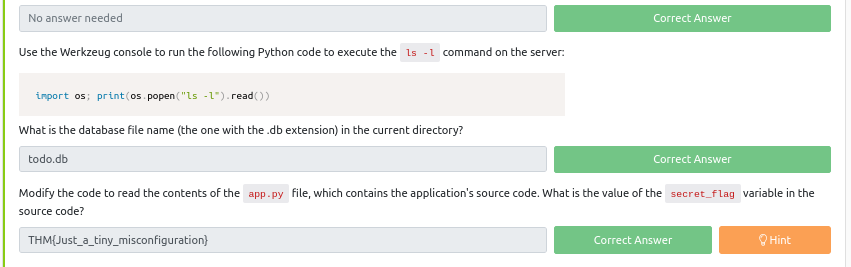 No answer needed
Correct Answer
Use the Werkzeug console to run the following Python code to execute the ls -l command on the server:
import os; print(os.popen("ls -l").read())
What is the database file name (the one with the .db extension) in the current directory?
todo.db
Correct Answer
Modify the code to read the contents of the app.py file, which contains the application's source code. What is the value of the secret_flag variable in the
source code?
THM{Just_a_tiny_misconfiguration}
Correct Answer
Hint